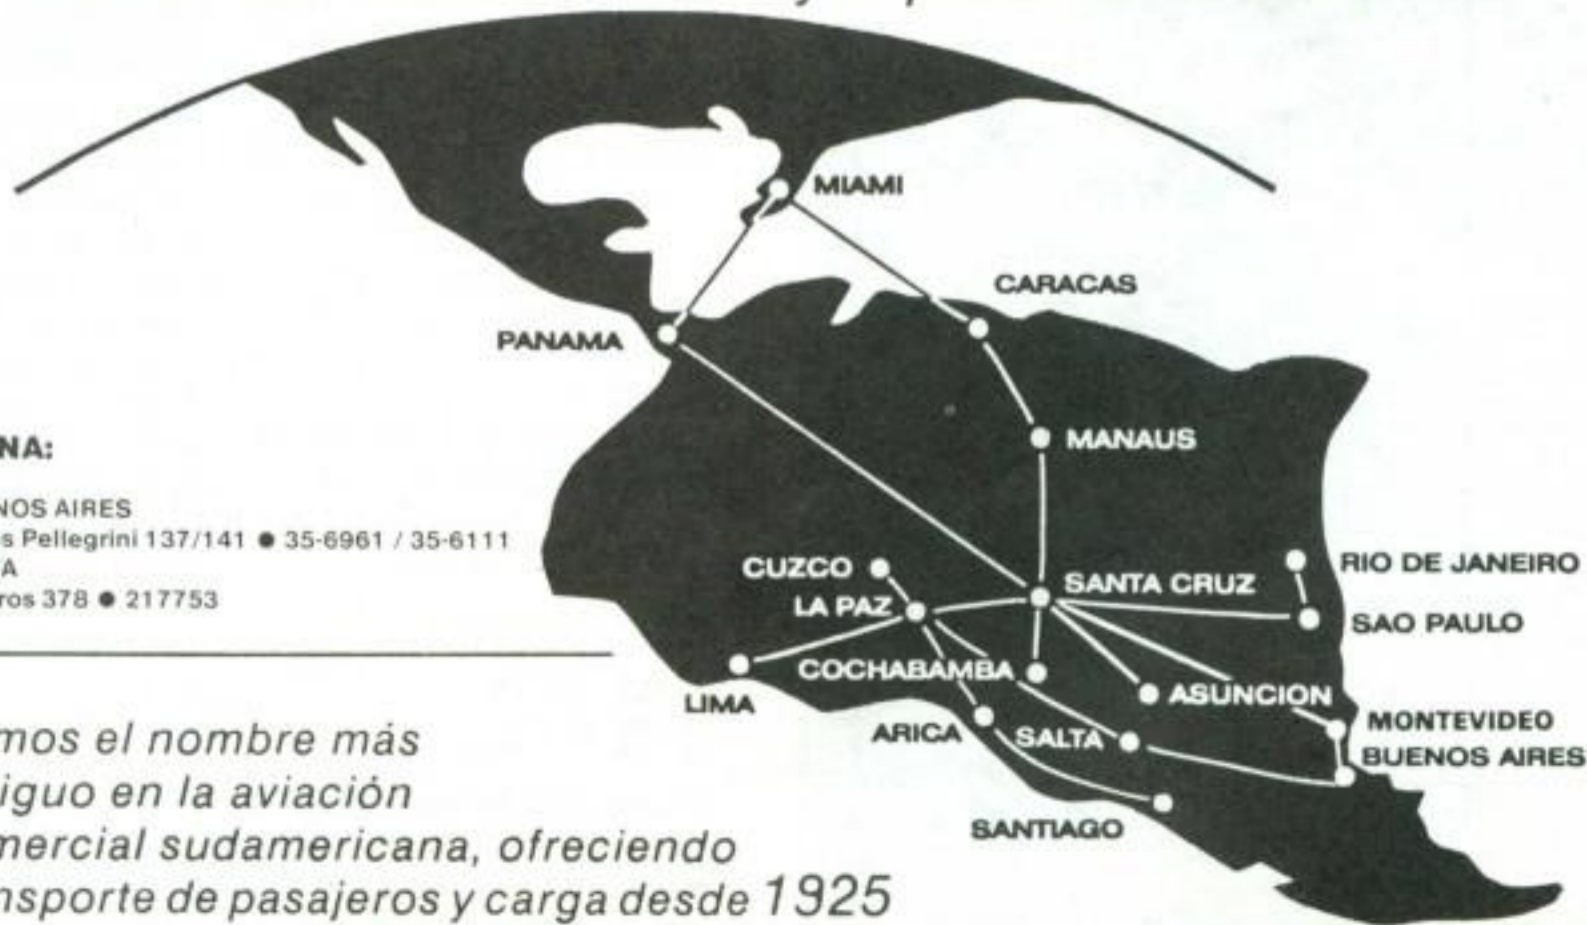 MIAMI
CARACAS
PANAMA
MANAUS
NA:
NOS AIRES
s Pellegrini 137/141 ● 35-6961 / 35-6111
A
ros 378 ● 217753
CUZCO
SANTA CRUZ
RIO DE JANEIRO
LA PAZ
SAO PAULO
COCHABAMBA
LIMA
ASUNCION
ARICA
SALTA
MONTEVIDEO
BUENOS AIRES
SANTIAGO
mos el nombre más
iguo en la aviación
mercial sudamericana, ofreciendo
nsporte de pasajeros y carga desde 1925